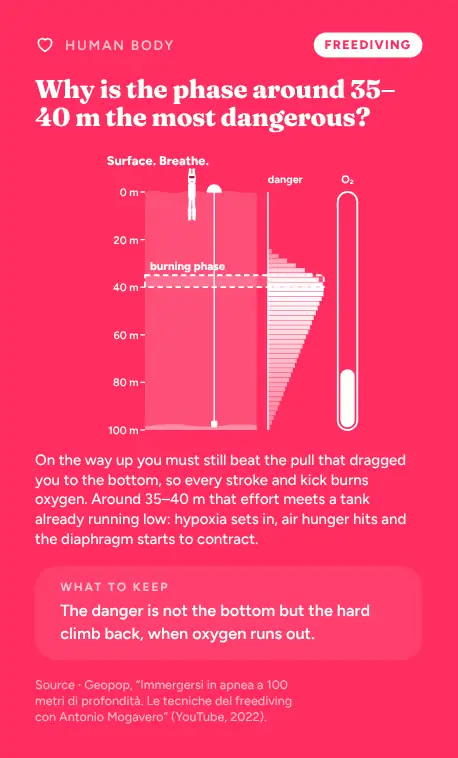 HUMAN BODY
FREEDIVING
Why is the phase around 35–
40 m the most dangerous?
Surface. Breathe.
danger
O₂
0 m
20 m
burning phase
40 m
60 m
80 m
100 m
On the way up you must still beat the pull that dragged
you to the bottom, so every stroke and kick burns
oxygen. Around 35–40 m that effort meets a tank
already running low: hypoxia sets in, air hunger hits and
the diaphragm starts to contract.
WHAT TO KEEP
The danger is not the bottom but the hard
climb back, when oxygen runs out.
Source · Geopop, “Immergersi in apnea a 100
metri di profondità. Le tecniche del freediving
con Antonio Mogavero” (YouTube, 2022).